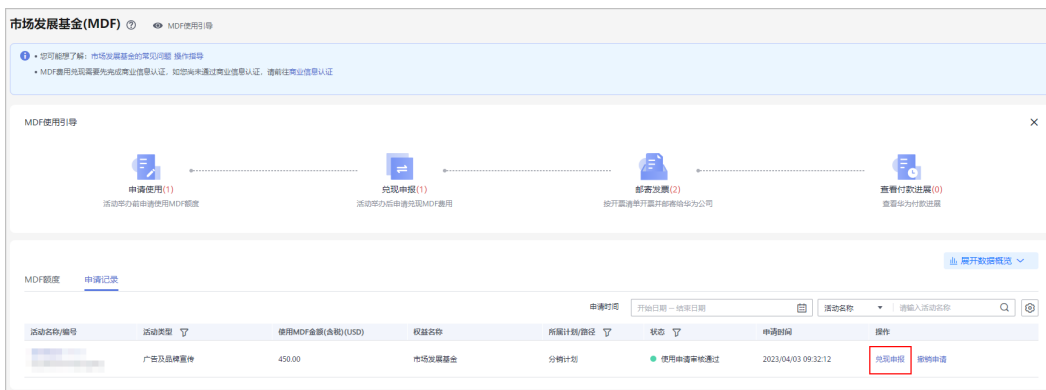 市场发展基金(MDF) MDF使用引导
• 您可能想了解：市场发展基金的常见问题 操作指导
• MDF费用兑现需要先完成商业信息认证，如您尚未通过商业信息认证，请前往商业信息认证
MDF使用引导
申请使用(1) 兑现申报(1) 邮寄发票(2) 查看付款进展(0)
活动举办前申请使用MDF额度 活动举办后申请兑现MDF费用 按开票清单开票并邮寄给华为公司 查看华为付款进展
展开数据概览
MDF额度 申请记录
申请时间 开始日期 – 结束日期 活动名称 请输入活动名称
活动名称/编号 活动类型 使用MDF金额(含税)(USD) 权益名称 所属计划/路径 状态 申请时间 操作
广告及品牌宣传 450.00 市场发展基金 分销计划 使用申请审核通过 2023/04/03 09:32:12 兑现申报 撤销申请